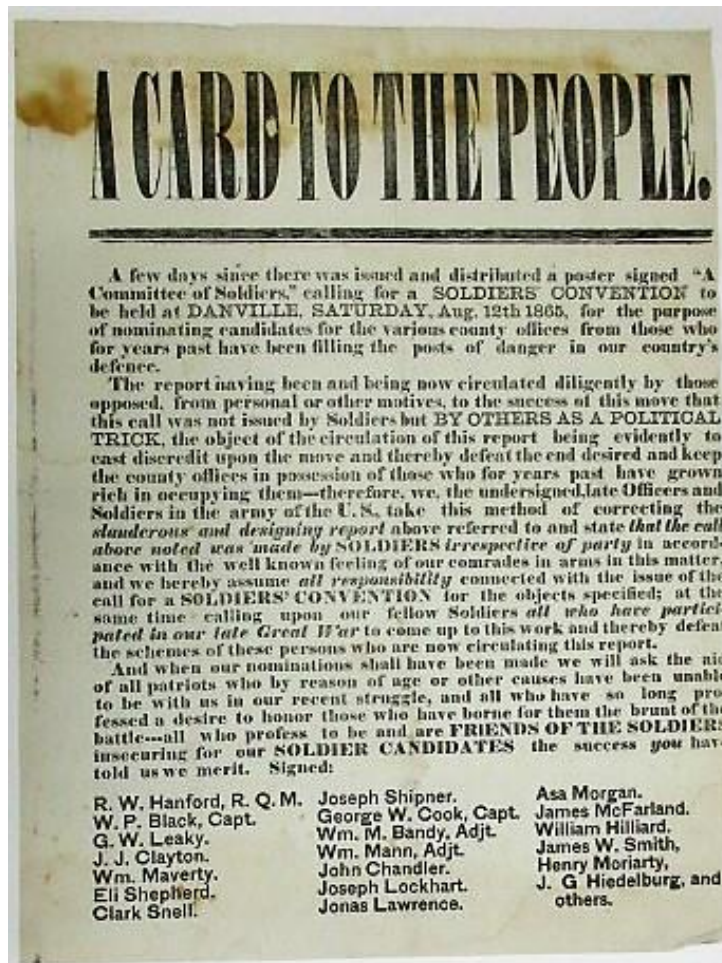 A CARD TO THE PEOPLE.
A few days since there was issued and distributed a poster signed "A
Committee of Soldiers," calling for a SOLDIERS' CONVENTION to
be held at DANVILLE, SATURDAY, Aug. 12th 1865, for the purpose
of nominating candidates for the various county offices from those who
for years past have been filling the posts of danger in our country's
defence.
The report having been and being now circulated diligently by those
opposed, from personal or other motives, to the success of this move that
this call was not issued by Soldiers but BY OTHERS AS A POLITICAL
TRICK, the object of the circulation of this report being evidently to
cast discredit upon the move and thereby defeat the end desired and keep
the county offices in possession of those who for years past have grown
rich in occupying them—therefore, we, the undersigned, late Officers and
Soldiers in the army of the U. S., take this method of correcting the
slanderous and designing report above referred to and state that the call
above noted was made by SOLDIERS irrespective of party in accord-
ance with the well known feeling of our comrades in arms in this matter,
and we hereby assume all responsibility connected with the issue of the
call for a SOLDIERS' CONVENTION for the objects specified; at the
same time calling upon our fellow Soldiers all who have partici-
pated in our late Great War to come up to this work and thereby defeat
the schemes of these persons who are now circulating this report.
And when our nominations shall have been made we will ask the aid
of all patriots who by reason of age or other causes have been unable
to be with us in our recent struggle, and all who have so long pro-
fessed a desire to honor those who have borne for them the brunt of the
battle---all who profess to be and are FRIENDS OF THE SOLDIERS
insecuring for our SOLDIER CANDIDATES the success you have
told us we merit. Signed:
R. W. Hanford, R. Q. M.
W. P. Black, Capt.
G. W. Leaky.
J. J. Clayton.
Wm. Maverty.
Eli Shepherd.
Clark Snell.
Joseph Shipner.
George W. Cook, Capt.
Wm. M. Bandy, Adjt.
Wm. Mann, Adjt.
John Chandler.
Joseph Lockhart.
Jonas Lawrence.
Asa Morgan.
James McFarland.
William Hilliard.
James W. Smith,
Henry Moriarty,
J. G Hiedelburg, and
others.